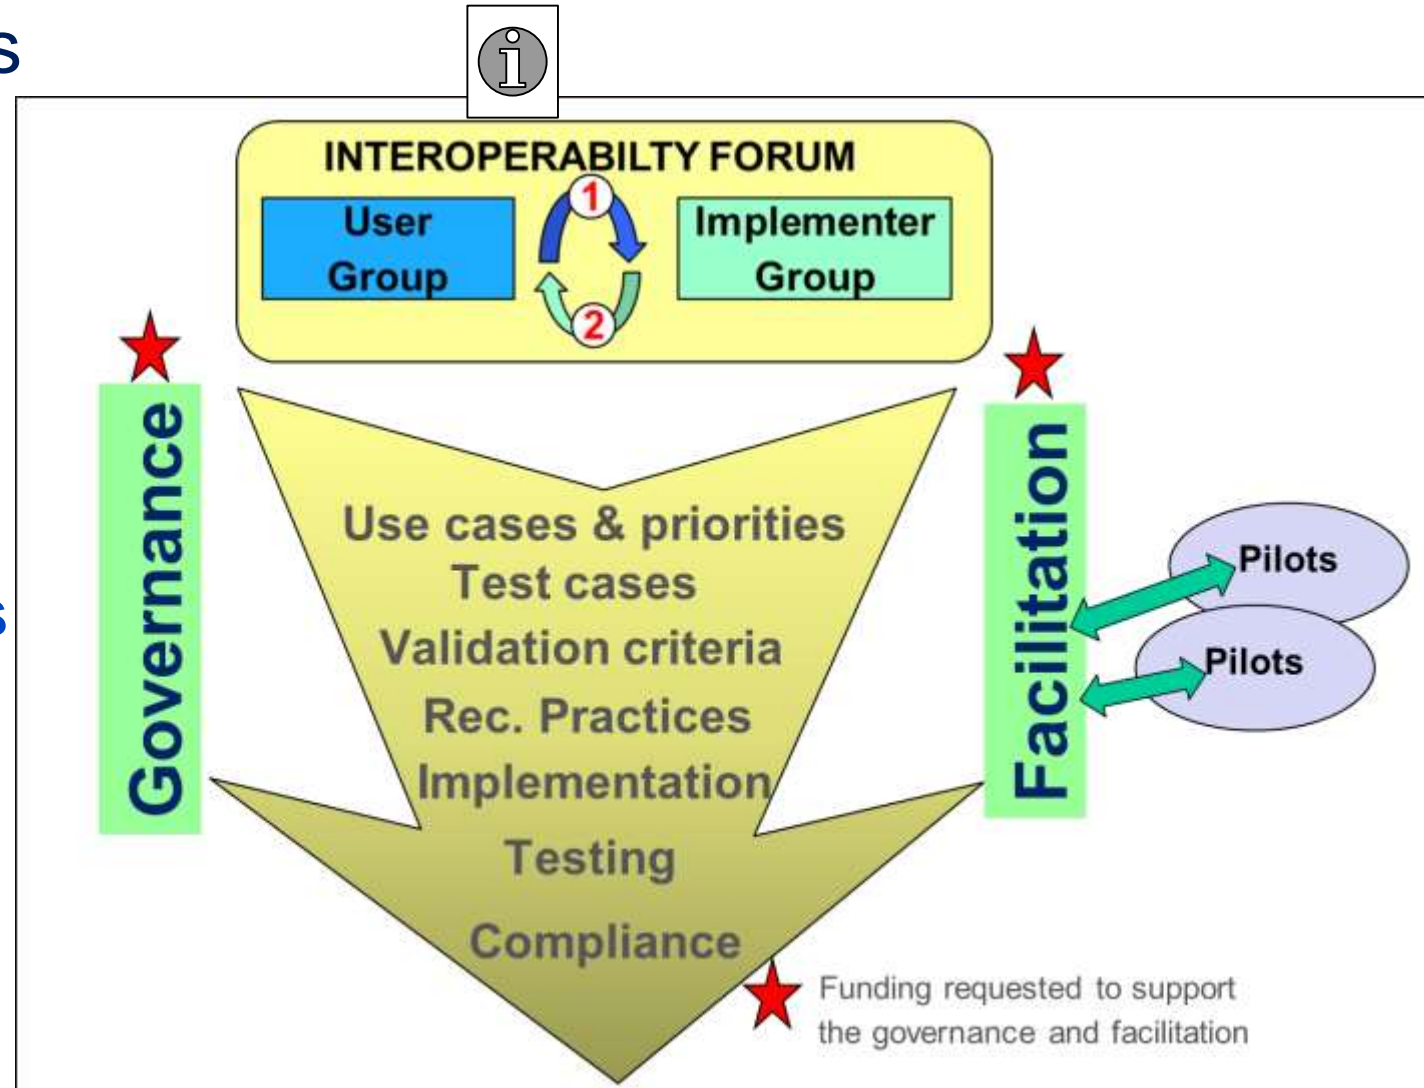 s
i
INTEROPERABILTY FORUM
1
User
Group
Implementer
Group
2
Governance
Facilitation
Use cases & priorities
Test cases
Validation criteria
Rec. Practices
Implementation
Testing
Compliance
Pilots
Pilots
s
Funding requested to support
the governance and facilitation